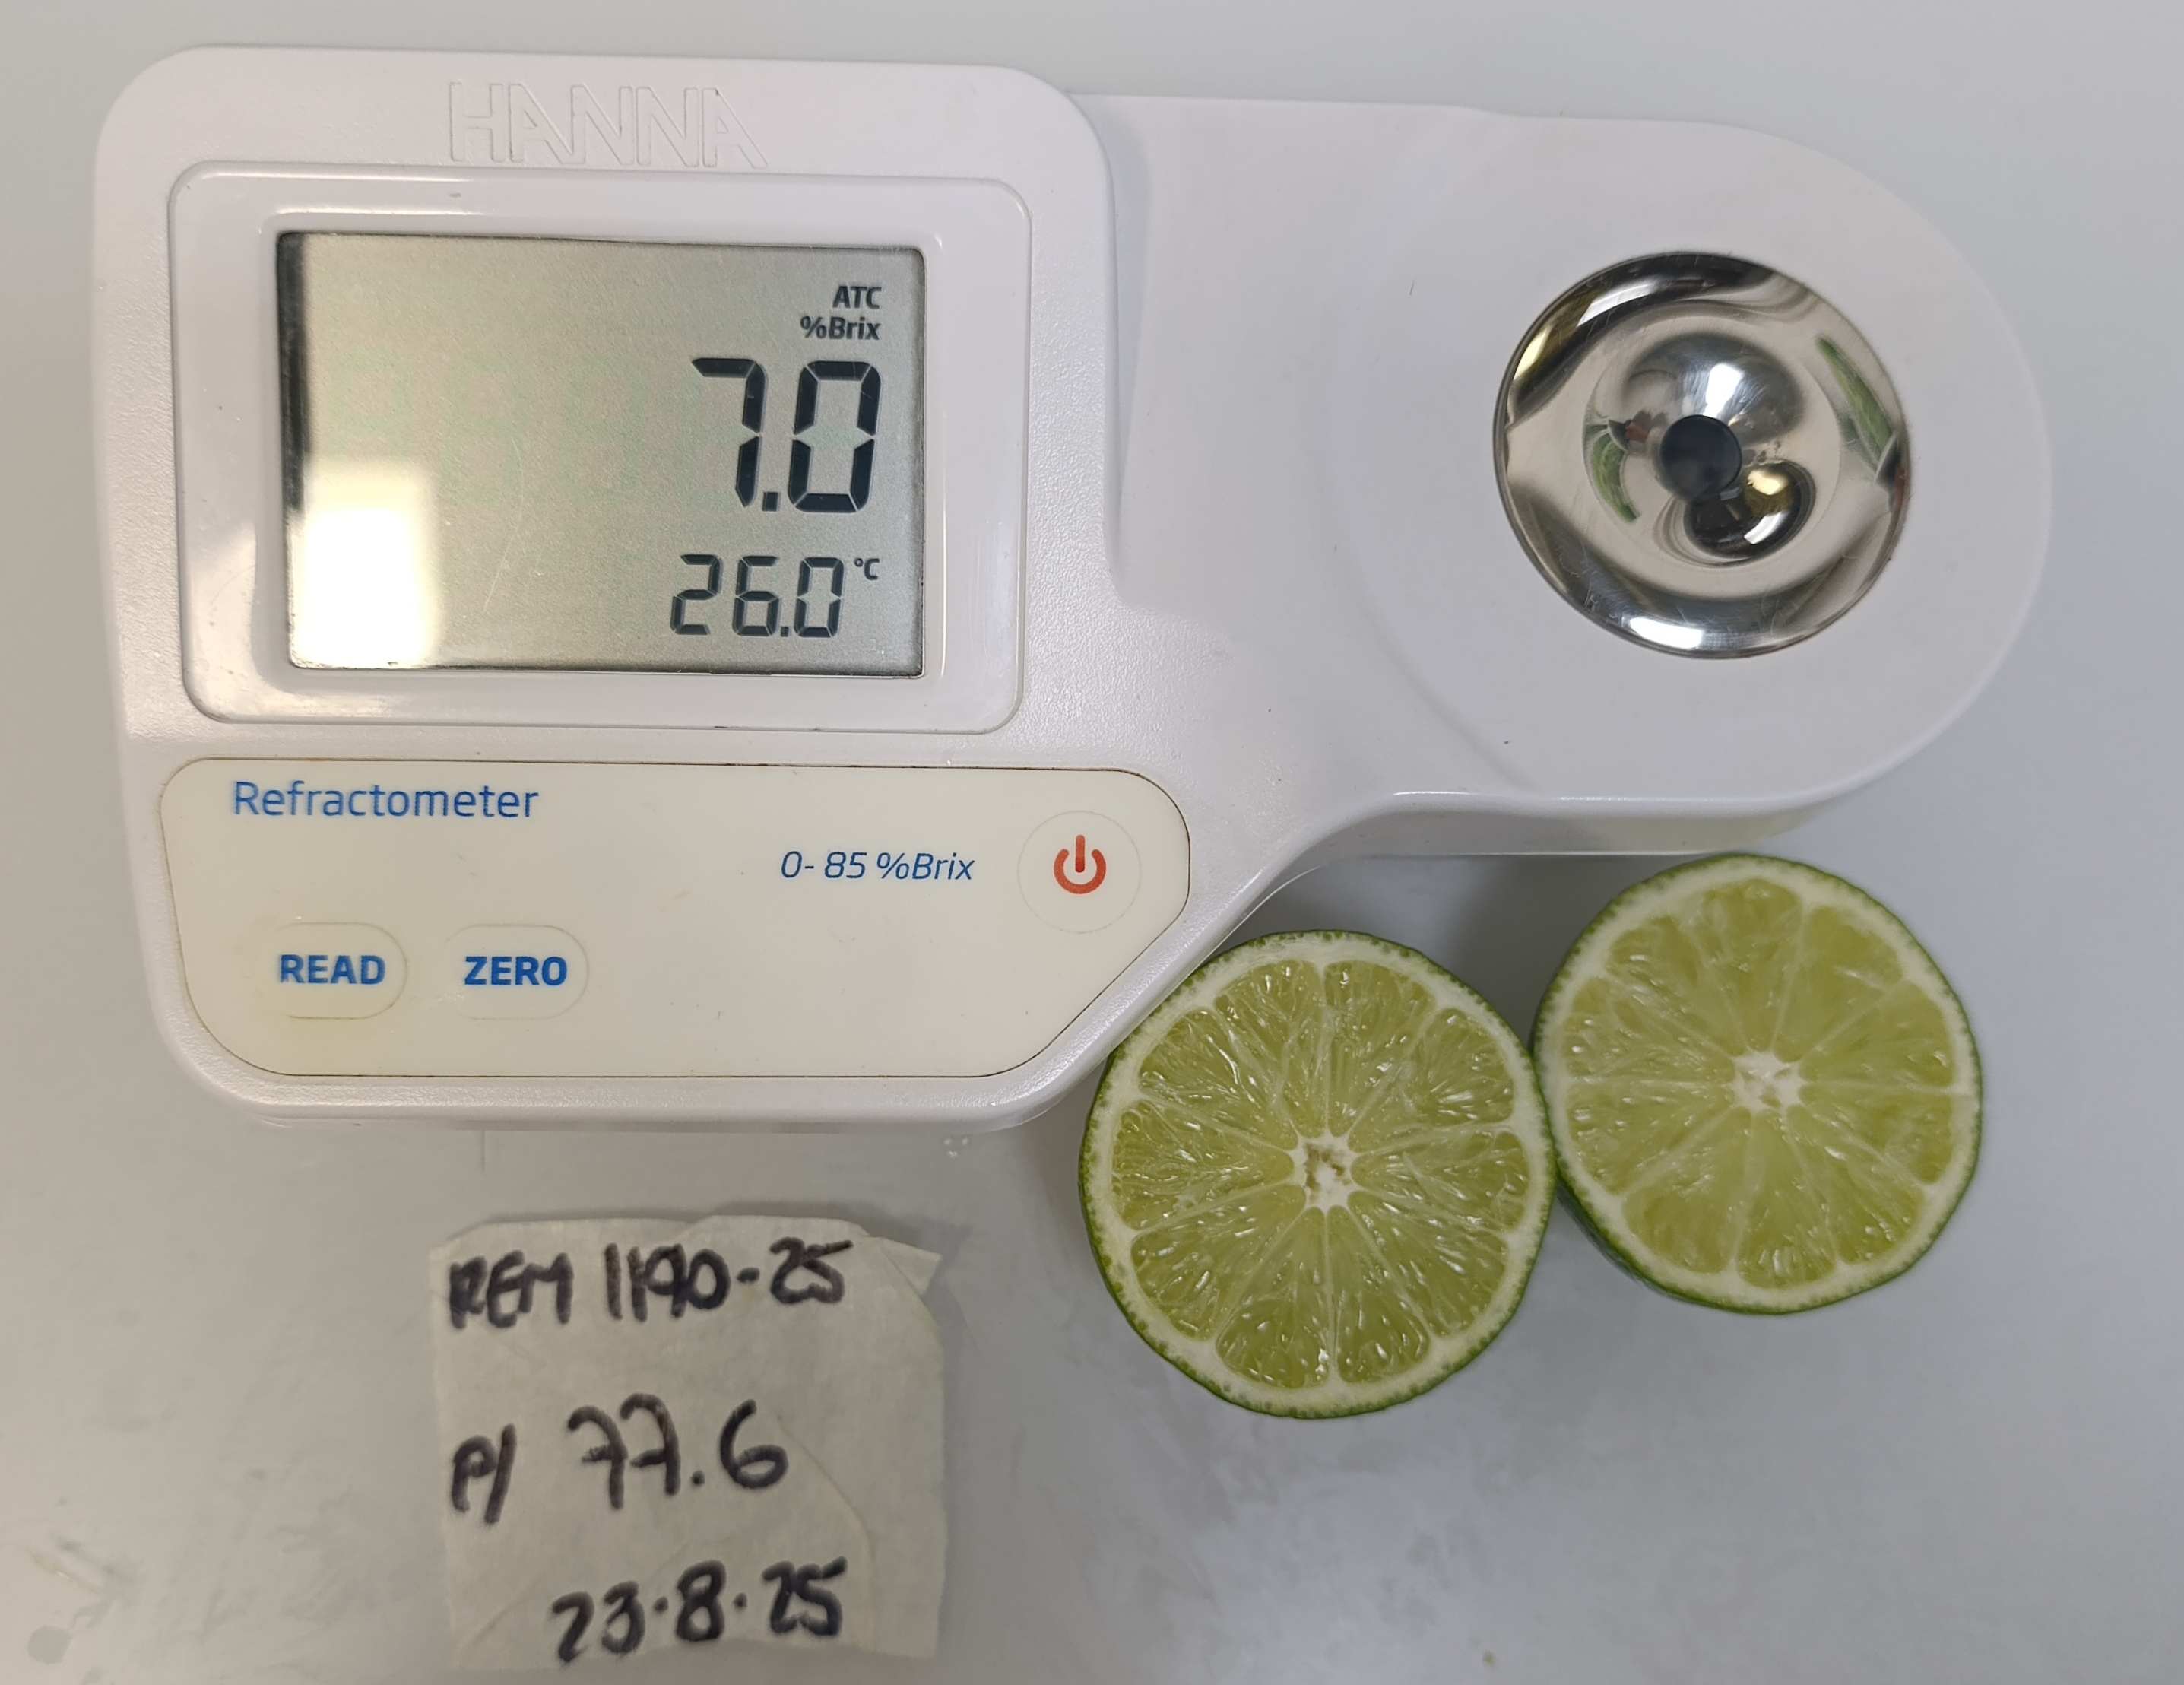 HANNA
ATC
%Brix
7.0
26.0 °C
Refractometer
0-85 %Brix
READ
ZERO
REM 1190-25
P/ 77.6
23.8.25